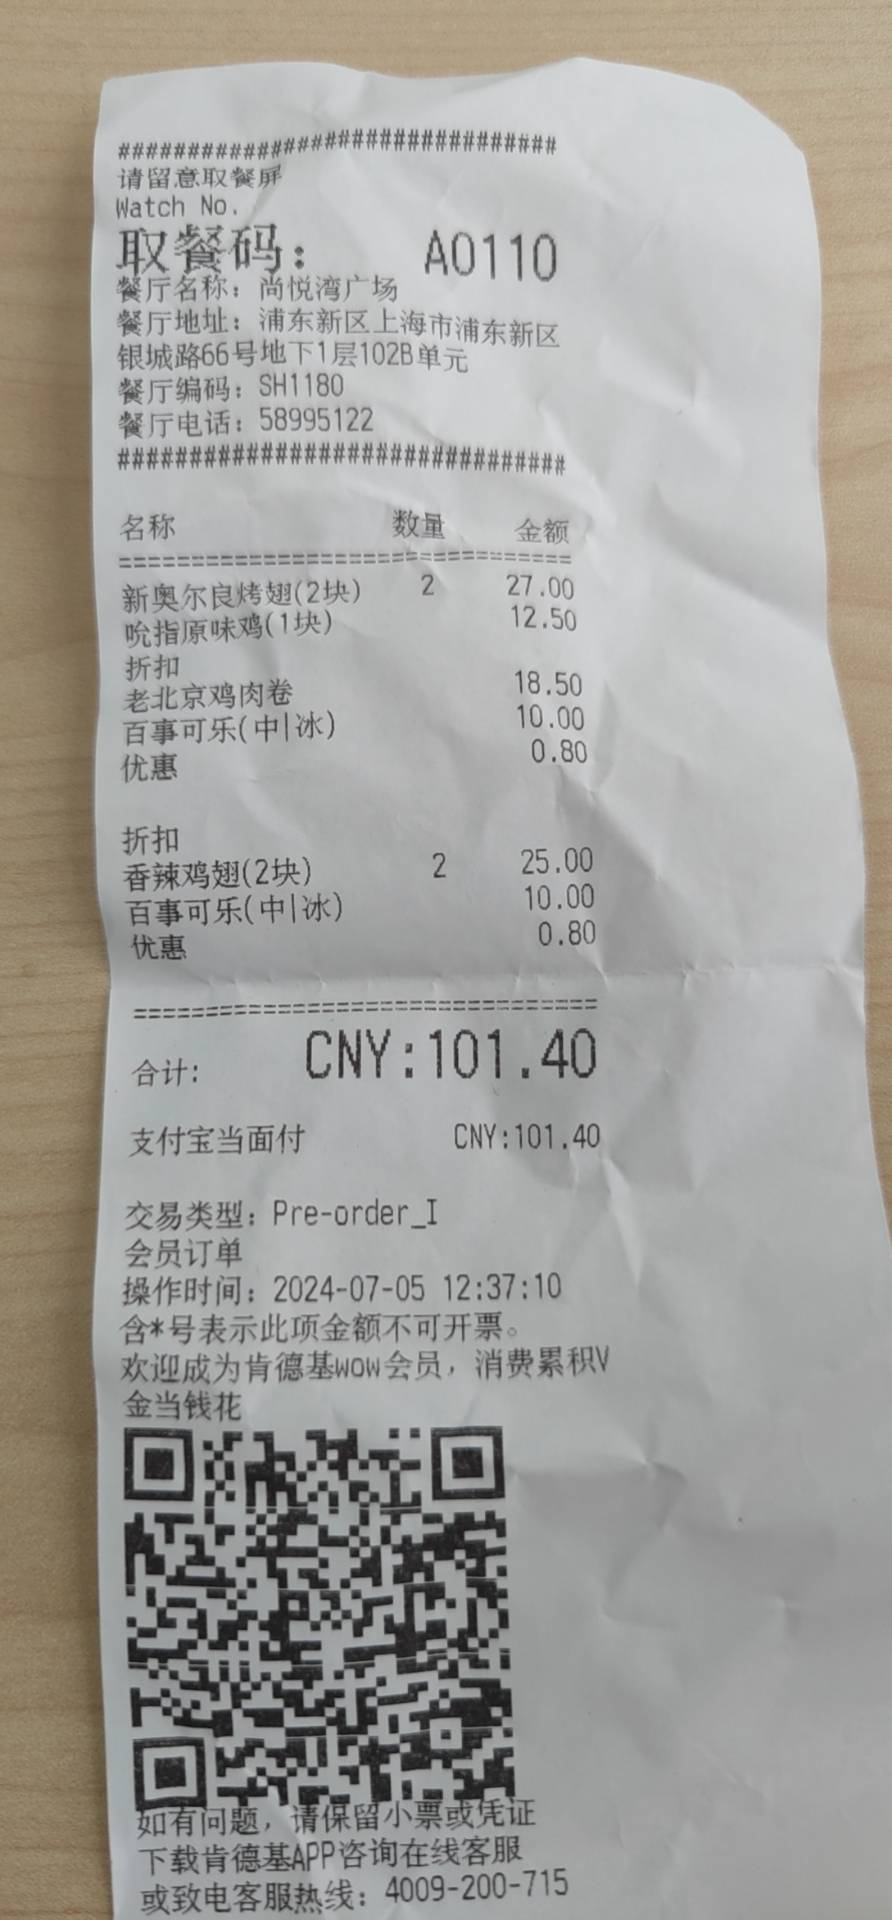 ################################
请留意取餐屏
Watch No.
取餐码： A0110
餐厅名称：尚悦湾广场
餐厅地址：浦东新区上海市浦东新区
银城路66号地下1层102B单元
餐厅编码：SH1180
餐厅电话：58995122
################################
名称 数量 金额
================================
新奥尔良烤翅(2块) 2 27.00
吮指原味鸡(1块) 12.50
折扣
老北京鸡肉卷 18.50
百事可乐(中|冰) 10.00
优惠 0.80
折扣
香辣鸡翅(2块) 2 25.00
百事可乐(中|冰) 10.00
优惠 0.80
================================
合计: CNY:101.40
支付宝当面付 CNY:101.40
交易类型：Pre-order_I
会员订单
操作时间：2024-07-05 12:37:10
含*号表示此项金额不可开票。
欢迎成为肯德基wow会员，消费累积V
金当钱花
如有问题，请保留小票或凭证
下载肯德基APP咨询在线客服
或致电客服热线：4009-200-715